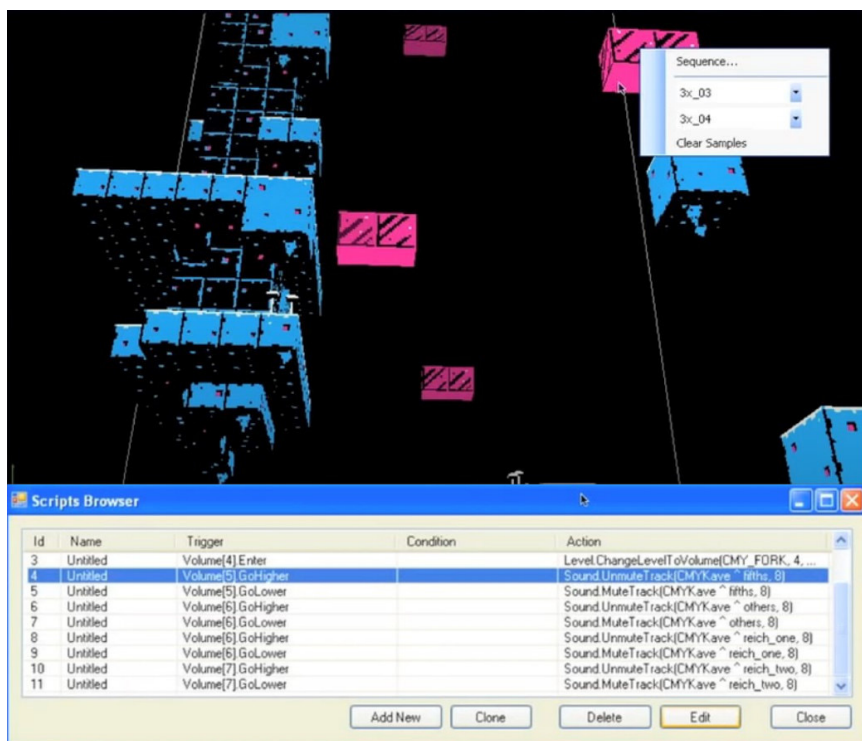 Sequence...
3x_03
3x_04
Clear Samples
Scripts Browser
Id Name Trigger Condition Action
3 Untitled Volume[4].Enter Level.ChangeLevelToVolume(CMY_FORK, 4, ...
4 Untitled Volume[5].GoHigher Sound.UnmuteTrack(CMYKave ^ fifths, 8)
5 Untitled Volume[5].GoLower Sound.MuteTrack(CMYKave ^ fifths, 8)
6 Untitled Volume[6].GoHigher Sound.UnmuteTrack(CMYKave ^ others, 8)
7 Untitled Volume[6].GoLower Sound.MuteTrack(CMYKave ^ others, 8)
8 Untitled Volume[6].GoHigher Sound.UnmuteTrack(CMYKave ^ reich_one, 8)
9 Untitled Volume[6].GoLower Sound.MuteTrack(CMYKave ^ reich_one, 8)
10 Untitled Volume[7].GoHigher Sound.UnmuteTrack(CMYKave ^ reich_two, 8)
11 Untitled Volume[7].GoLower Sound.MuteTrack(CMYKave ^ reich_two, 8)
Add New Clone Delete Edit Close